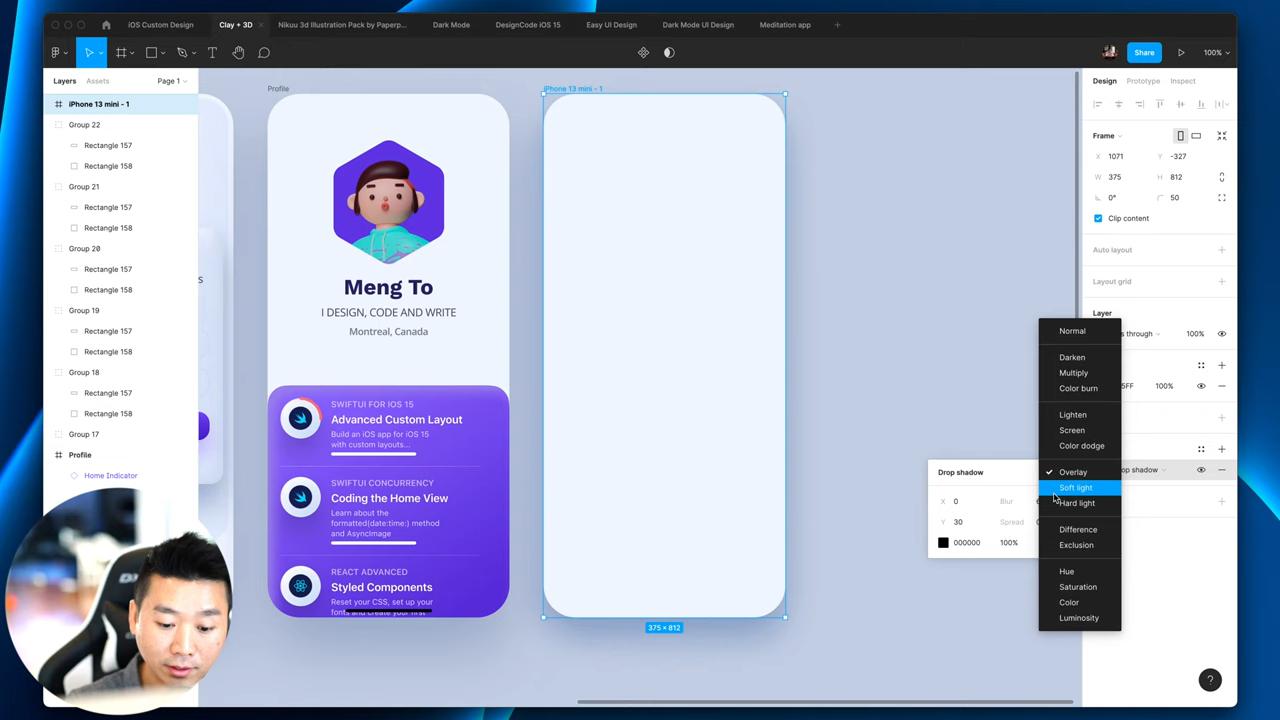 iOS Custom Design
Clay + 3D
Nikuu 3d Illustration Pack by Paperp...
Dark Mode
DesignCode iOS 15
Easy UI Design
Dark Mode UI Design
Meditation app
Share
100%
Layers
Assets
Page 1
iPhone 13 mini - 1
Group 22
Rectangle 157
Rectangle 158
Group 21
Rectangle 157
Rectangle 158
Group 20
Rectangle 157
Rectangle 158
Group 19
Rectangle 157
Rectangle 158
Group 18
Rectangle 157
Rectangle 158
Group 17
Profile
Home Indicator
S
Profile
Meng To
I DESIGN, CODE AND WRITE
Montreal, Canada
SWIFTUI FOR IOS 15
Advanced Custom Layout
Build an iOS app for iOS 15
with custom layouts...
SWIFTUI CONCURRENCY
Coding the Home View
Learn about the
formatted(date:time:) method
and AsyncImage
REACT ADVANCED
Styled Components
Reset your CSS, set up your
fonts and create your first
iPhone 13 mini - 1
375 × 812
Drop shadow
X 0 Blur
Y 30 Spread
000000 100%
Normal
Darken
Multiply
Color burn
Lighten
Screen
Color dodge
Overlay
Soft light
Hard light
Difference
Exclusion
Hue
Saturation
Color
Luminosity
Design
Prototype
Inspect
Frame
X 1071 Y -327
W 375 H 812
0° 50
Clip content
Auto layout
Layout grid
Layer
s through 100%
5FF 100%
op shadow
?